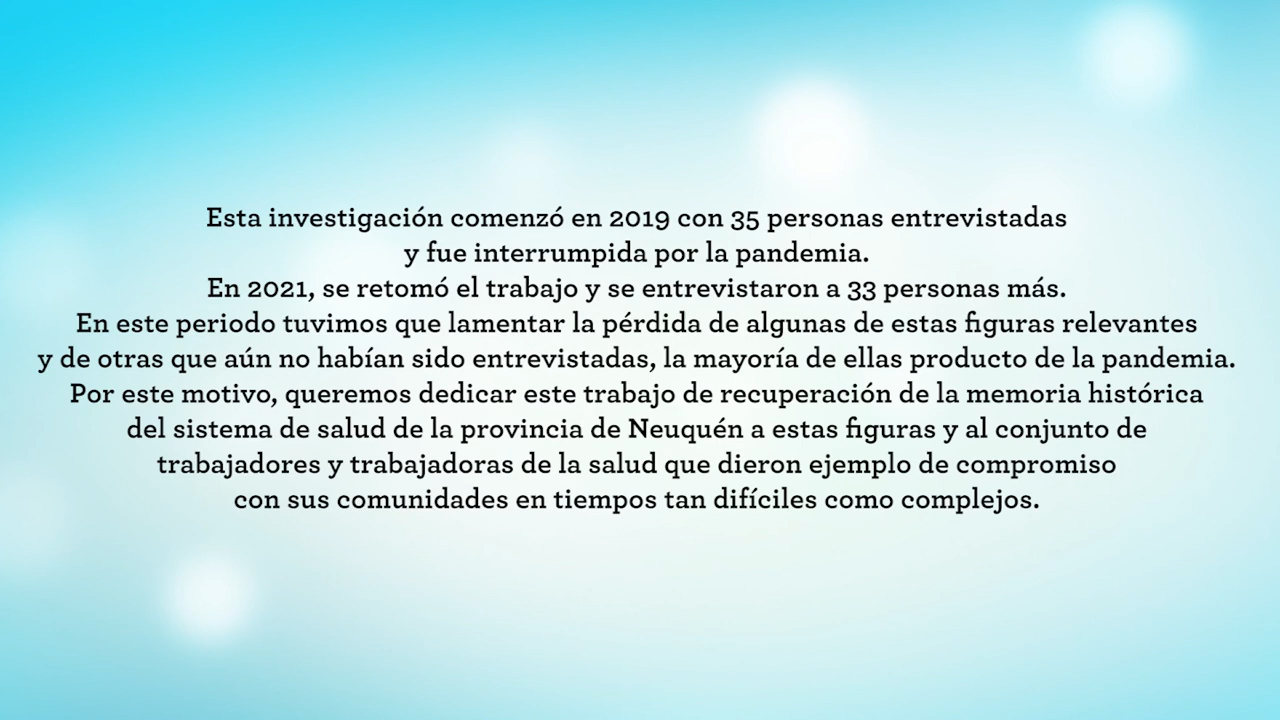 Esta investigación comenzó en 2019 con 35 personas entrevistadas
y fue interrumpida por la pandemia.
En 2021, se retomó el trabajo y se entrevistaron a 33 personas más.
En este periodo tuvimos que lamentar la pérdida de algunas de estas figuras relevantes
y de otras que aún no habían sido entrevistadas, la mayoría de ellas producto de la pandemia.
Por este motivo, queremos dedicar este trabajo de recuperación de la memoria histórica
del sistema de salud de la provincia de Neuquén a estas figuras y al conjunto de
trabajadores y trabajadoras de la salud que dieron ejemplo de compromiso
con sus comunidades en tiempos tan difíciles como complejos.